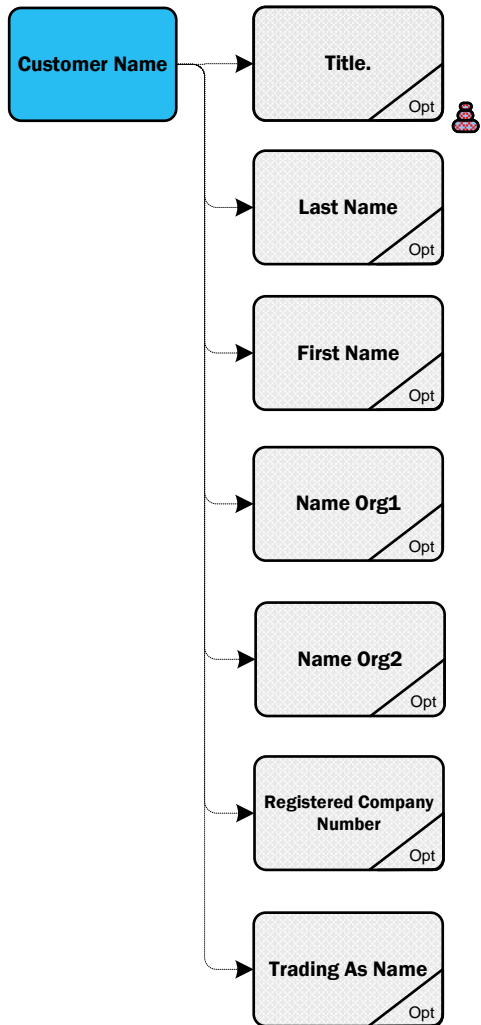 Customer Name
Title.
Opt
Last Name
Opt
First Name
Opt
Name Org1
Opt
Name Org2
Opt
Registered Company
Number
Opt
Trading As Name
Opt